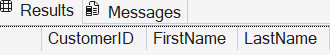 Results Messages
CustomerID FirstName LastName